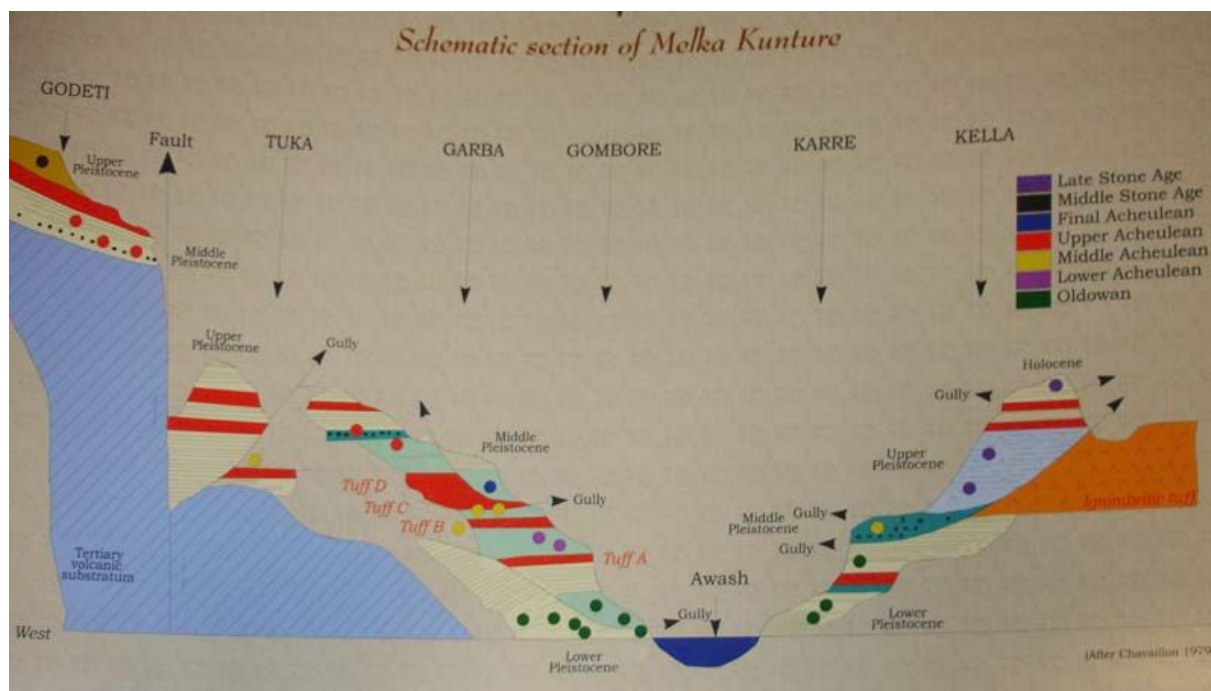 Schematic section of Melka Kunture
GODETI
Fault
TUKA
GARBA
GOMBORE
KARRE
KELLA
Upper
Pleistocene
Middle
Pleistocene
Late Stone Age
Middle Stone Age
Final Acheulean
Upper Acheulean
Middle Acheulean
Lower Acheulean
Oldowan
Upper
Pleistocene
Gully
Holocene
Gully
Middle
Pleistocene
Upper
Pleistocene
Tuff D
Tuff C
Tuff B
Gully
Ignimbritic tuff
Middle
Pleistocene
Gully
Gully
Tuff A
Tertiary
volcanic
substratum
Awash
Gully
Lower
Pleistocene
West
Lower
Pleistocene
(After Chavaillon 1979